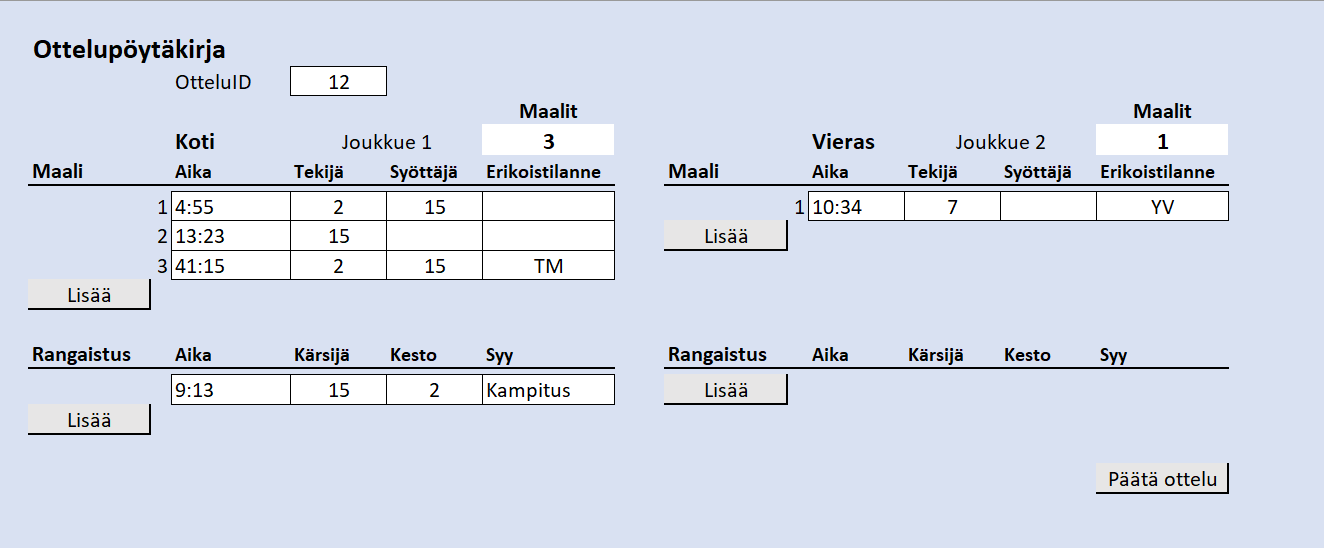 Ottelupöytäkirja
OtteluID 12
Maalit Maalit
Koti Joukkue 1 3 Vieras Joukkue 2 1
Maali Aika Tekijä Syöttäjä Erikoistilanne Maali Aika Tekijä Syöttäjä Erikoistilanne
1 4:55 2 15 1 10:34 7 YV
2 13:23 15 Lisää
3 41:15 2 15 TM
Lisää
Rangaistus Aika Kärsijä Kesto Syy Rangaistus Aika Kärsijä Kesto Syy
9:13 15 2 Kampitus Lisää
Lisää
Päätä ottelu